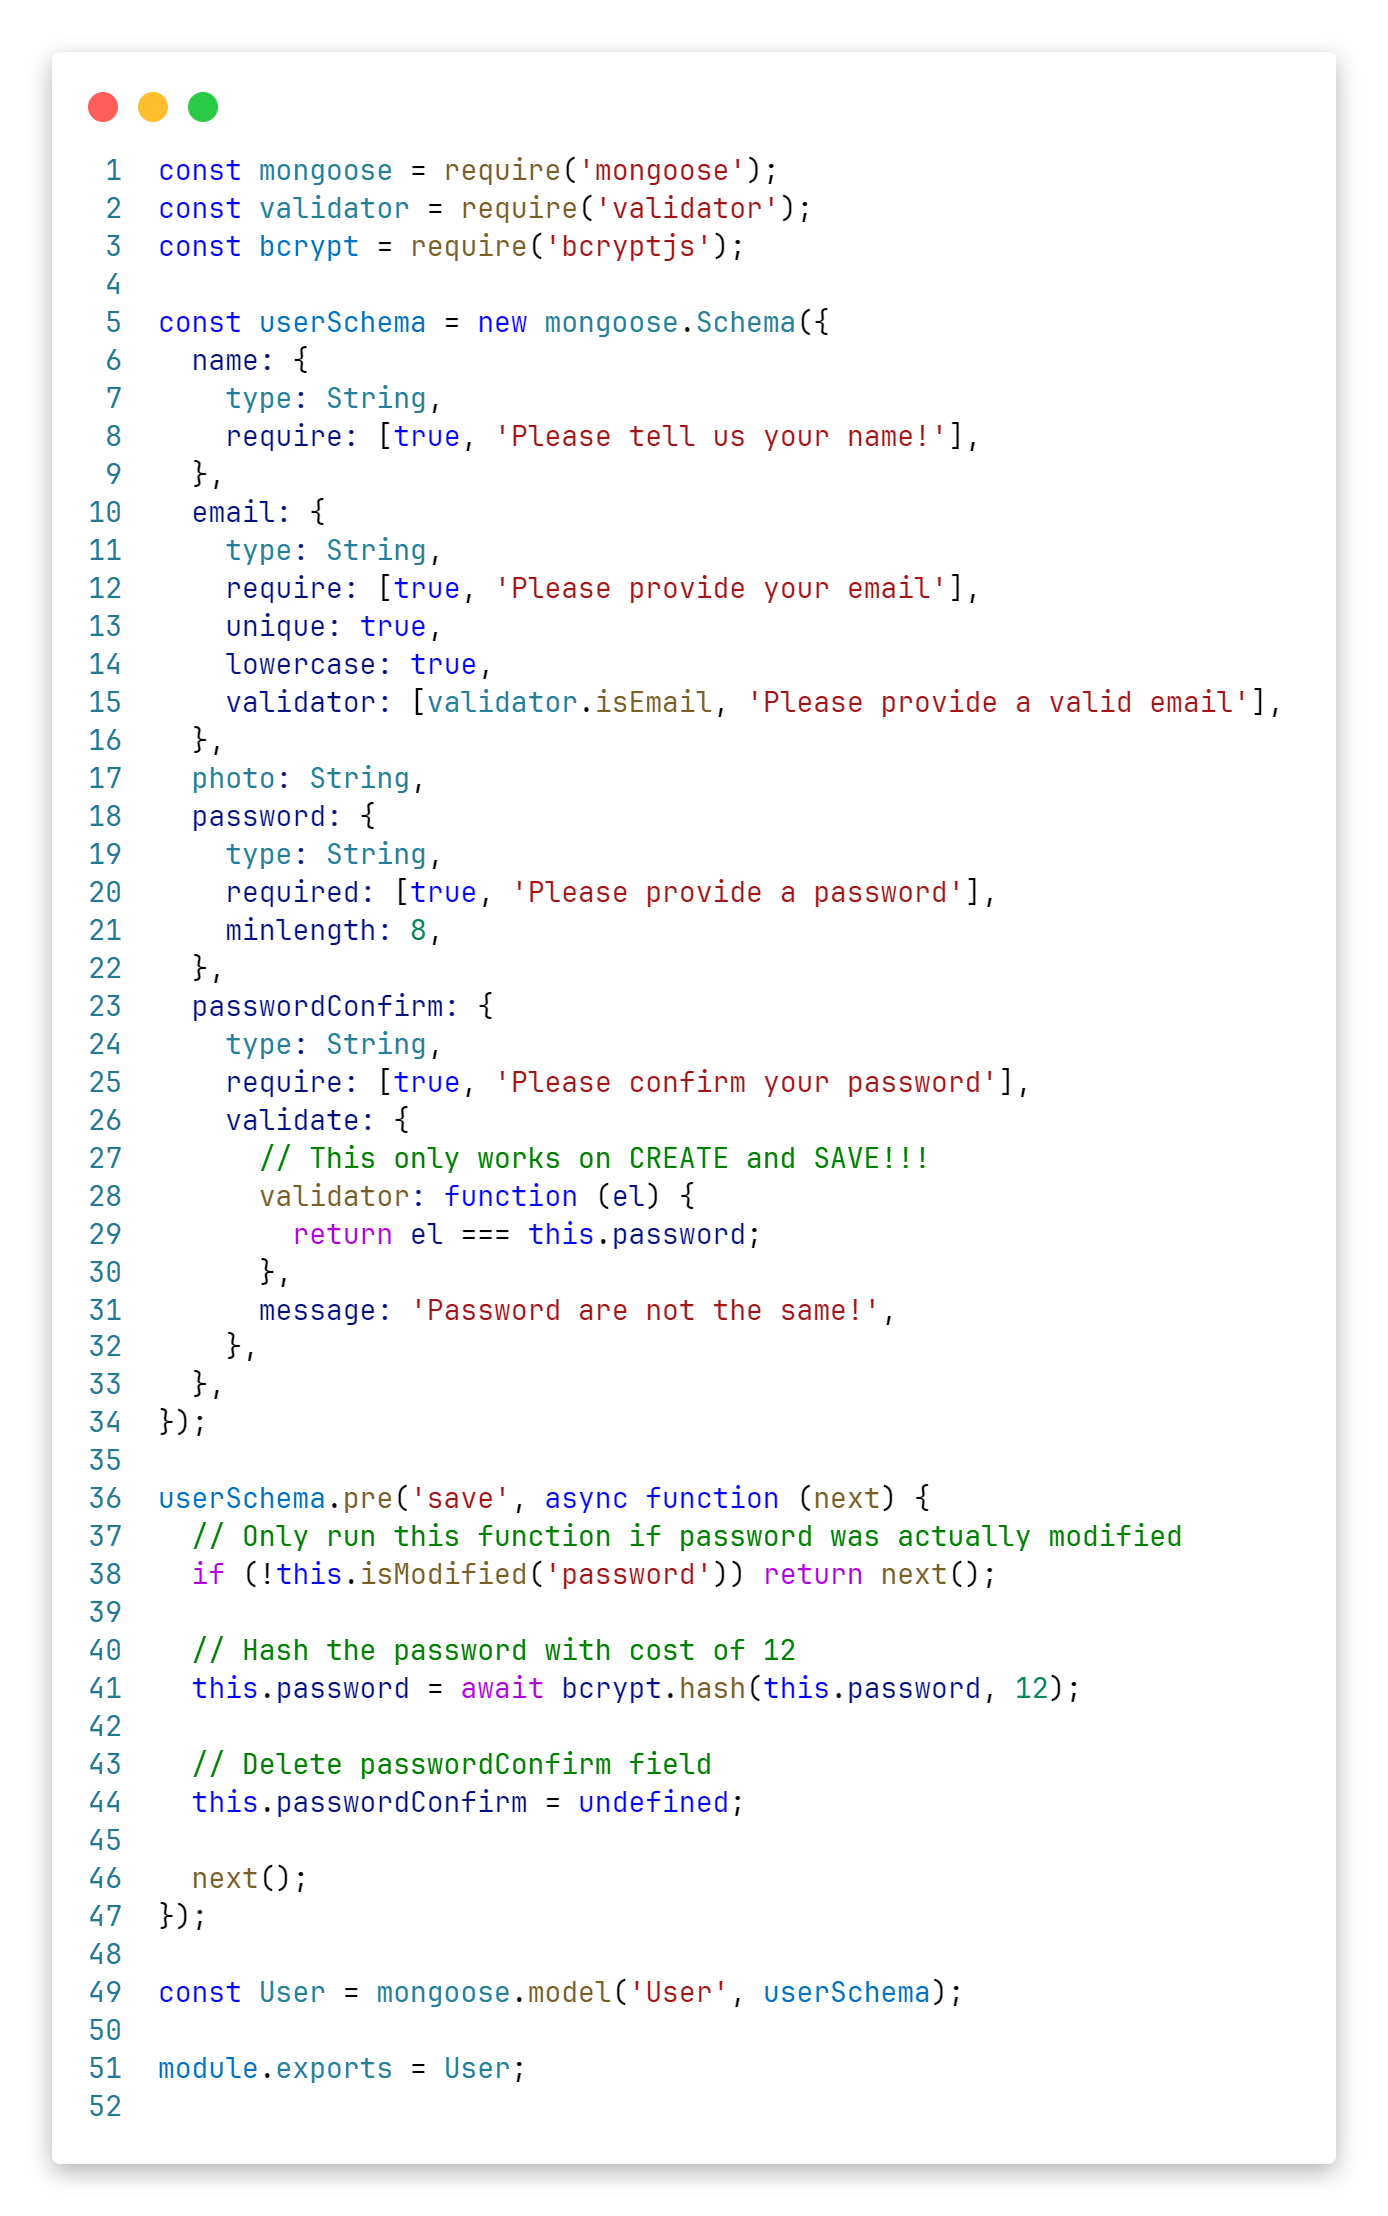 1 const mongoose = require('mongoose');
2 const validator = require('validator');
3 const bcrypt = require('bcryptjs');
4
5 const userSchema = new mongoose.Schema({
6   name: {
7     type: String,
8     require: [true, 'Please tell us your name!'],
9   },
10   email: {
11     type: String,
12     require: [true, 'Please provide your email'],
13     unique: true,
14     lowercase: true,
15     validator: [validator.isEmail, 'Please provide a valid email'],
16   },
17   photo: String,
18   password: {
19     type: String,
20     required: [true, 'Please provide a password'],
21     minlength: 8,
22   },
23   passwordConfirm: {
24     type: String,
25     require: [true, 'Please confirm your password'],
26     validate: {
27       // This only works on CREATE and SAVE!!!
28       validator: function (el) {
29         return el === this.password;
30       },
31       message: 'Password are not the same!',
32     },
33   },
34 });
35
36 userSchema.pre('save', async function (next) {
37   // Only run this function if password was actually modified
38   if (!this.isModified('password')) return next();
39
40   // Hash the password with cost of 12
41   this.password = await bcrypt.hash(this.password, 12);
42
43   // Delete passwordConfirm field
44   this.passwordConfirm = undefined;
45
46   next();
47 });
48
49 const User = mongoose.model('User', userSchema);
50
51 module.exports = User;
52